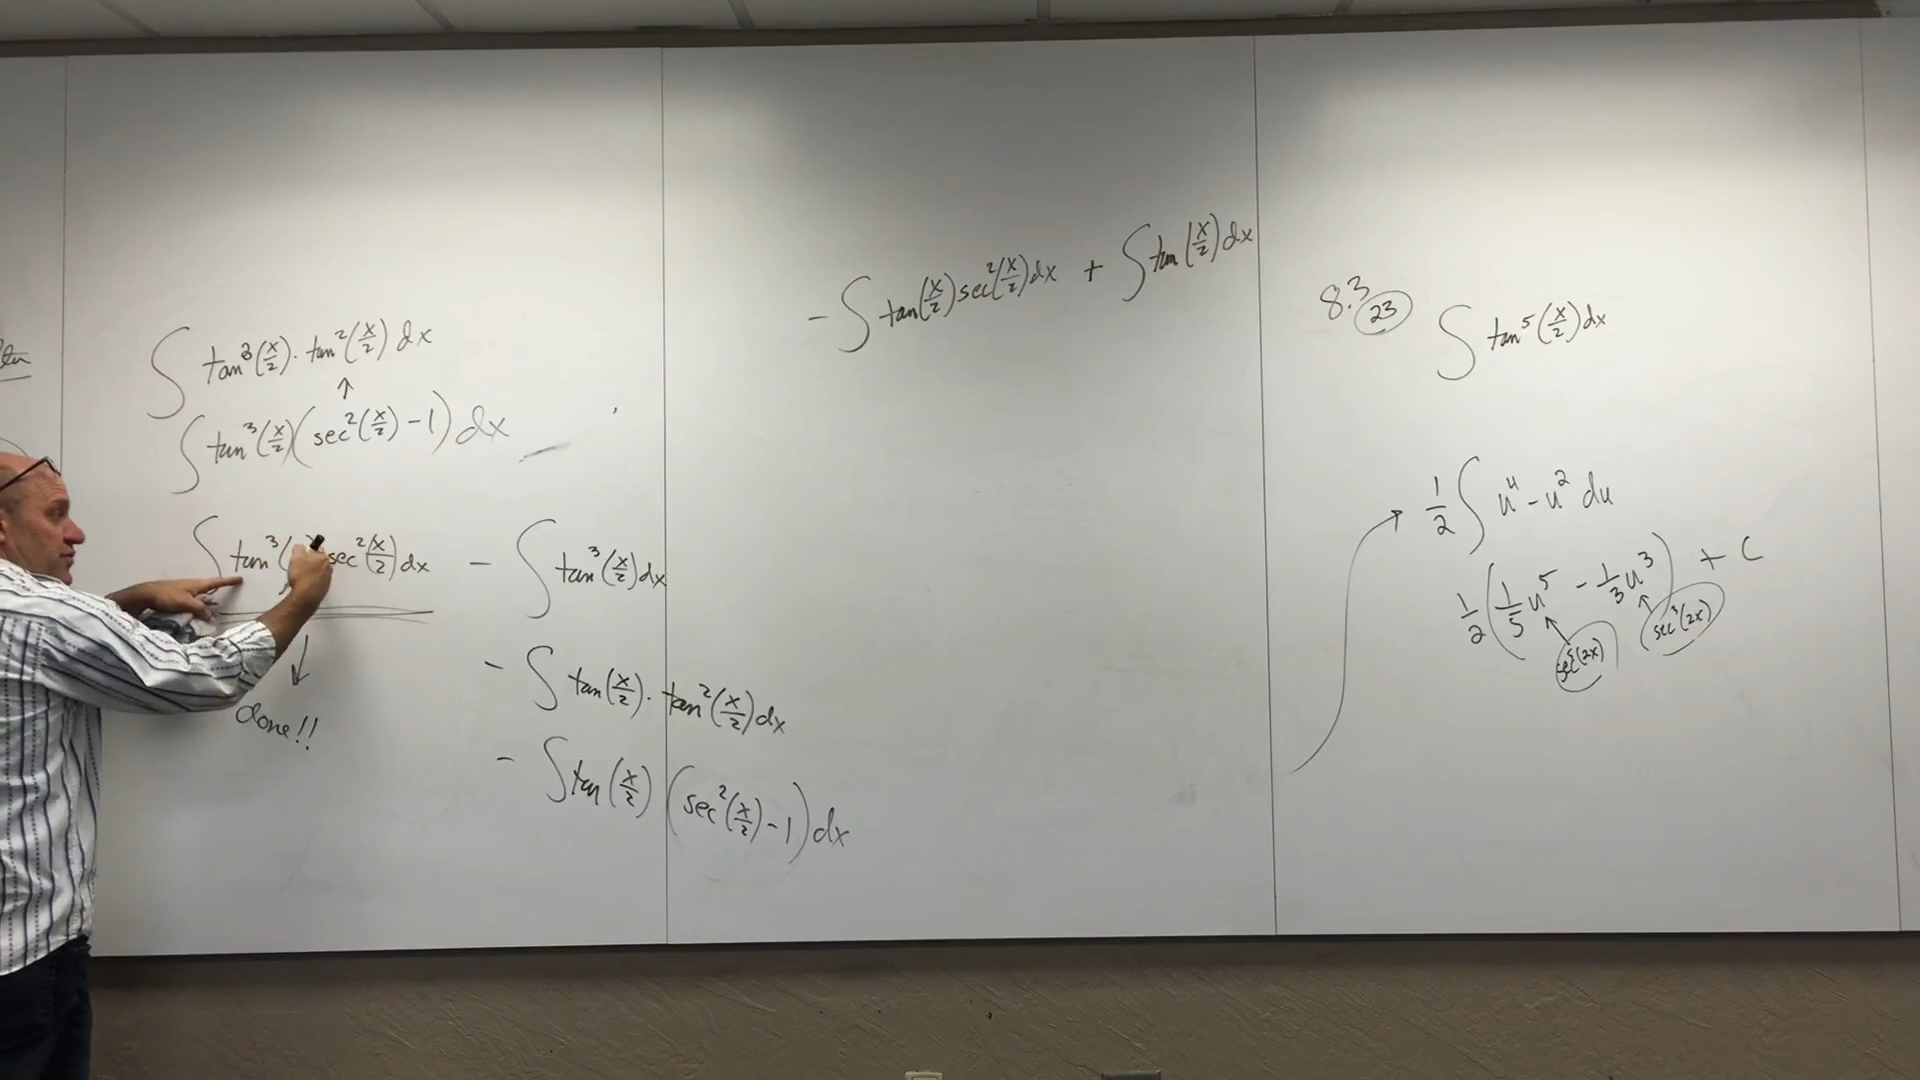 ∫ tan³(x/2) · tan²(x/2) dx
↑
∫ tan³(x/2)(sec²(x/2) - 1) dx
∫ tan³( sec²(x/2) dx - ∫ tan³(x/2) dx
↓
done!!
- ∫ tan(x/2) · tan²(x/2) dx
- ∫ tan(x/2) (sec²(x/2) - 1) dx
- ∫ tan(x/2) sec²(x/2) dx + ∫ tan(x/2) dx
8.3 23 ∫ tan⁵(x/2) dx
→ 1/2 ∫ u⁴ - u² du
1/2 (1/5 u⁵ - 1/3 u³) + C
sec⁵(2x) sec³(2x)